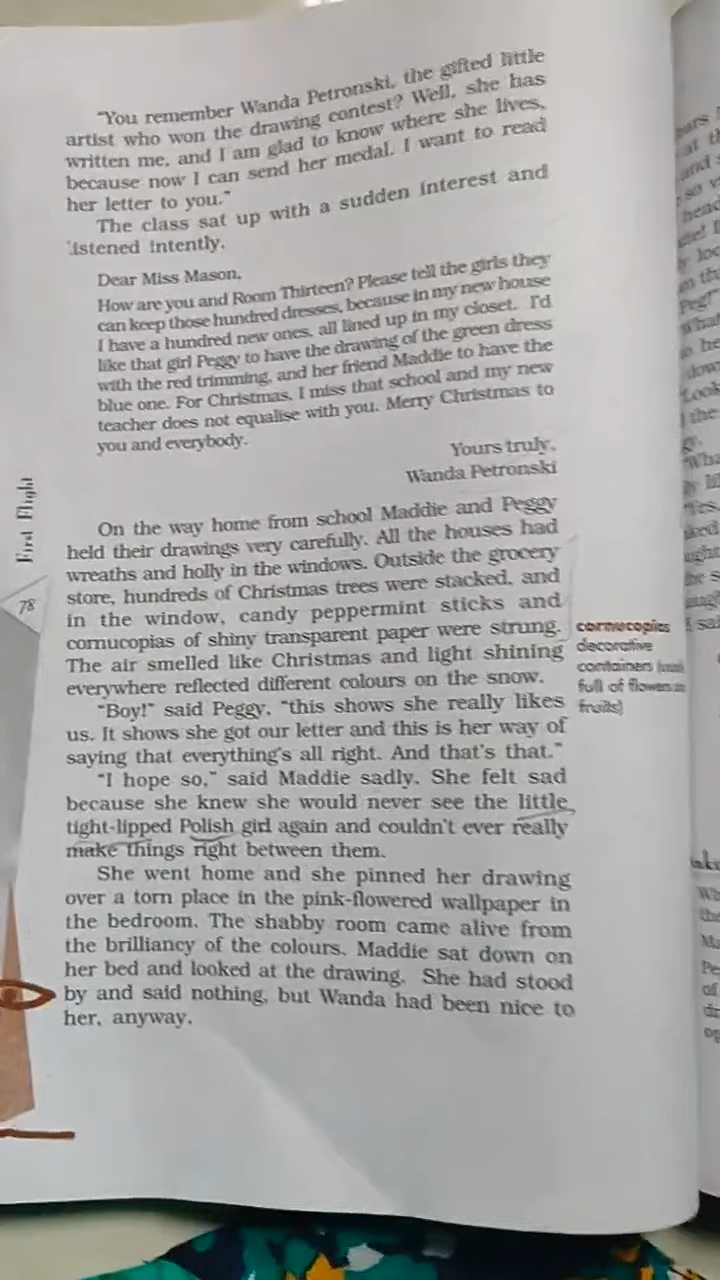 "You remember Wanda Petronski, the gifted little
artist who won the drawing contest? Well, she has
written me, and I am glad to know where she lives,
because now I can send her medal. I want to read
her letter to you."
The class sat up with a sudden interest and
listened intently.
Dear Miss Mason,
How are you and Room Thirteen? Please tell the girls they
can keep those hundred dresses, because in my new house
I have a hundred new ones, all lined up in my closet. I'd
like that girl Peggy to have the drawing of the green dress
with the red trimming, and her friend Maddie to have the
blue one. For Christmas, I miss that school and my new
teacher does not equalise with you. Merry Christmas to
you and everybody.
Yours truly,
Wanda Petronski
First Flight
78
On the way home from school Maddie and Peggy
held their drawings very carefully. All the houses had
wreaths and holly in the windows. Outside the grocery
store, hundreds of Christmas trees were stacked, and
in the window, candy peppermint sticks and
cornucopias of shiny transparent paper were strung.
The air smelled like Christmas and light shining
everywhere reflected different colours on the snow.
cornucopias
decorative
containers
full of flowers
fruits)
"Boy!" said Peggy, "this shows she really likes
us. It shows she got our letter and this is her way of
saying that everything's all right. And that's that."
"I hope so," said Maddie sadly. She felt sad
because she knew she would never see the little,
tight-lipped Polish girl again and couldn't ever really
make things right between them.
She went home and she pinned her drawing
over a torn place in the pink-flowered wallpaper in
the bedroom. The shabby room came alive from
the brilliancy of the colours. Maddie sat down on
her bed and looked at the drawing. She had stood
by and said nothing, but Wanda had been nice to
her, anyway.